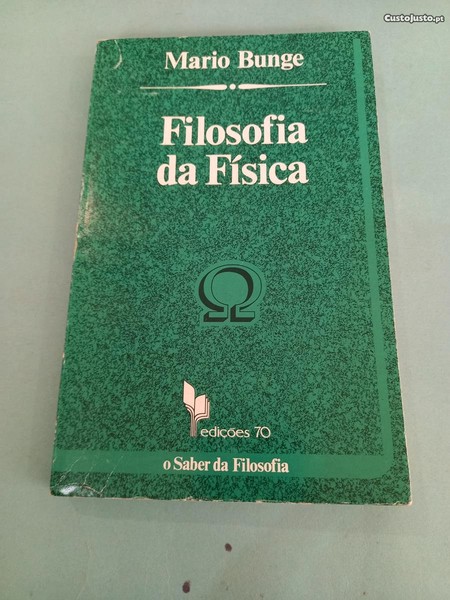 CustoJusto.pt
Mario Bunge
Filosofia
da Física
Ω
edições 70
o Saber da Filosofia